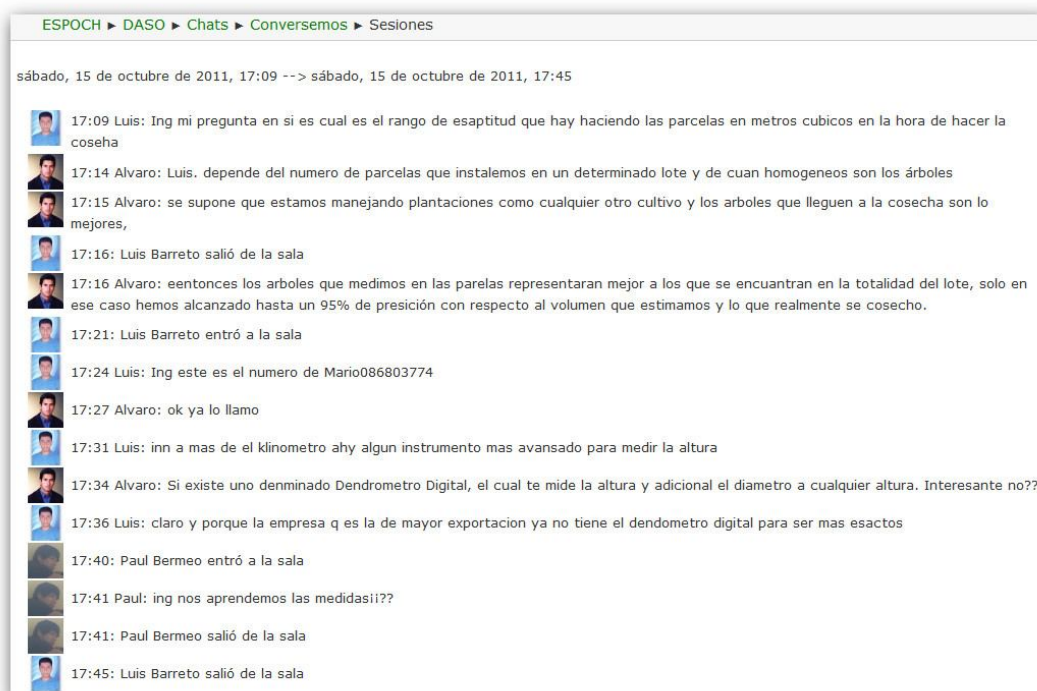 ESPOCH ► DASO ► Chats ► Conversemos ► Sesiones
sábado, 15 de octubre de 2011, 17:09 --> sábado, 15 de octubre de 2011, 17:45
17:09 Luis: Ing mi pregunta en si es cual es el rango de esaptitud que hay haciendo las parcelas en metros cubicos en la hora de hacer la
coseha
17:14 Alvaro: Luis. depende del numero de parcelas que instalemos en un determinado lote y de cuan homogeneos son los árboles
17:15 Alvaro: se supone que estamos manejando plantaciones como cualquier otro cultivo y los arboles que lleguen a la cosecha son lo
mejores,
17:16: Luis Barreto salió de la sala
17:16 Alvaro: eentonces los arboles que medimos en las parelas representaran mejor a los que se encuantran en la totalidad del lote, solo en
ese caso hemos alcanzado hasta un 95% de presición con respecto al volumen que estimamos y lo que realmente se cosecho.
17:21: Luis Barreto entró a la sala
17:24 Luis: Ing este es el numero de Mario086803774
17:27 Alvaro: ok ya lo llamo
17:31 Luis: inn a mas de el klinometro ahy algun instrumento mas avansado para medir la altura
17:34 Alvaro: Si existe uno denminado Dendrometro Digital, el cual te mide la altura y adicional el diametro a cualquier altura. Interesante no??
17:36 Luis: claro y porque la empresa q es la de mayor exportacion ya no tiene el dendometro digital para ser mas esactos
17:40: Paul Bermeo entró a la sala
17:41 Paul: ing nos aprendemos las medidas¡¡??
17:41: Paul Bermeo salió de la sala
17:45: Luis Barreto salió de la sala